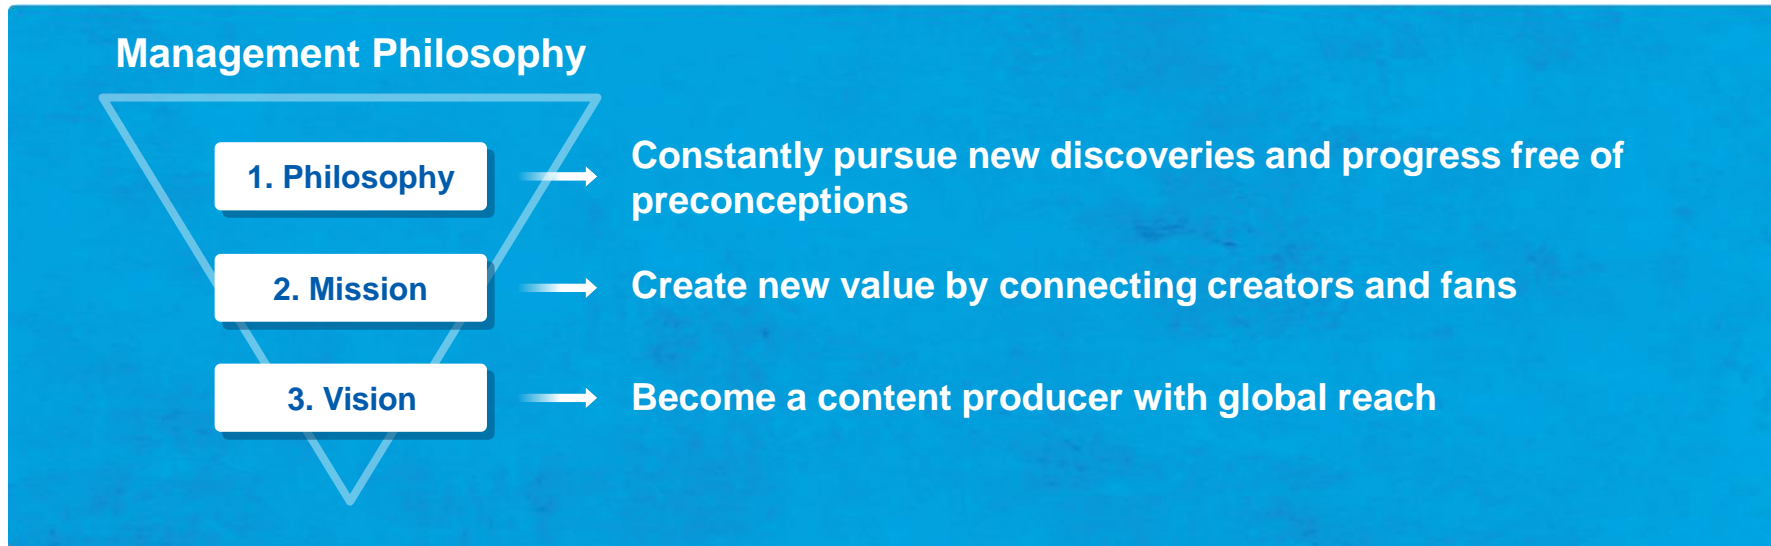 Management Philosophy
1. Philosophy
Constantly pursue new discoveries and progress free of
preconceptions
2. Mission
Create new value by connecting creators and fans
3. Vision
Become a content producer with global reach